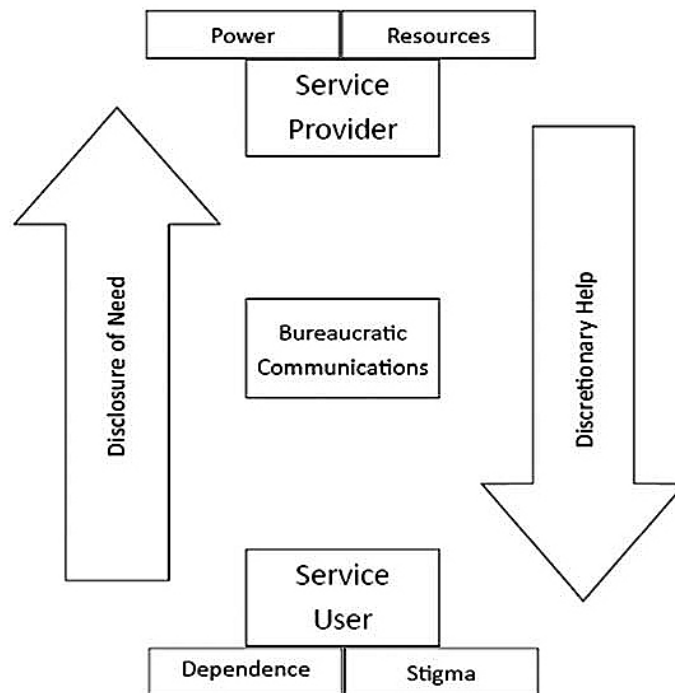 Power
Resources
Service
Provider
Disclosure of Need
Bureaucratic
Communications
Discretionary Help
Service
User
Dependence
Stigma